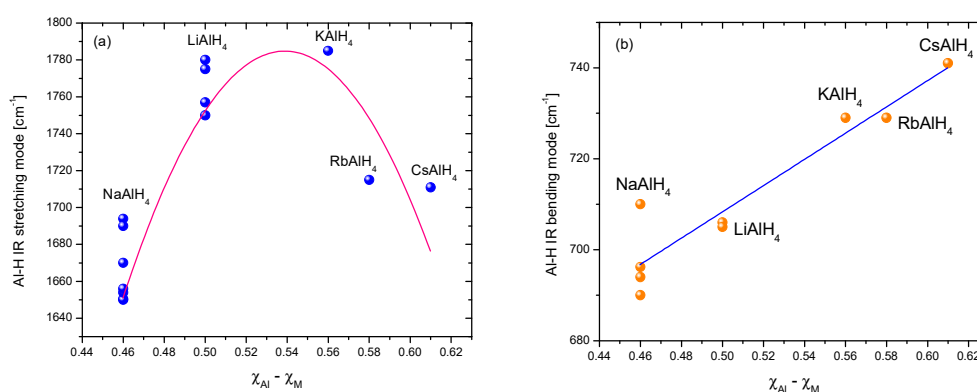 (a)
LiAlH₄
KAlH₄
RbAlH₄
CsAlH₄
NaAlH₄
Al-H IR stretching mode [cm⁻¹]
1800
1780
1760
1740
1720
1700
1680
1660
1640
0.44 0.46 0.48 0.50 0.52 0.54 0.56 0.58 0.60 0.62
χAl - χM
(b)
CsAlH₄
KAlH₄
RbAlH₄
NaAlH₄
LiAlH₄
Al-H IR bending mode [cm⁻¹]
740
720
700
680
0.44 0.46 0.48 0.50 0.52 0.54 0.56 0.58 0.60 0.62
χAl - χM